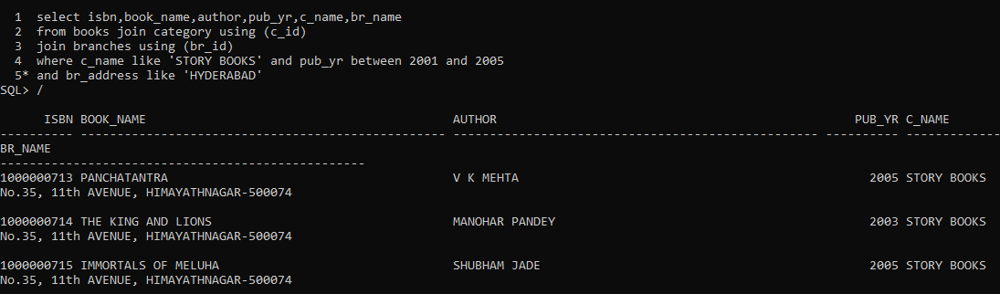 1 select isbn,book_name,author,pub_yr,c_name,br_name
2 from books join category using (c_id)
3 join branches using (br_id)
4 where c_name like 'STORY BOOKS' and pub_yr between 2001 and 2005
5* and br_address like 'HYDERABAD'
SQL> /
ISBN BOOK_NAME AUTHOR PUB_YR C_NAME
---------- -------------------------------------------------- -------------------------------------------------- ---------- -------------
BR_NAME
--------------------------------------------------
1000000713 PANCHATANTRA V K MEHTA 2005 STORY BOOKS
No.35, 11th AVENUE, HIMAYATHNAGAR-500074
1000000714 THE KING AND LIONS MANOHAR PANDEY 2003 STORY BOOKS
No.35, 11th AVENUE, HIMAYATHNAGAR-500074
1000000715 IMMORTALS OF MELUHA SHUBHAM JADE 2005 STORY BOOKS
No.35, 11th AVENUE, HIMAYATHNAGAR-500074